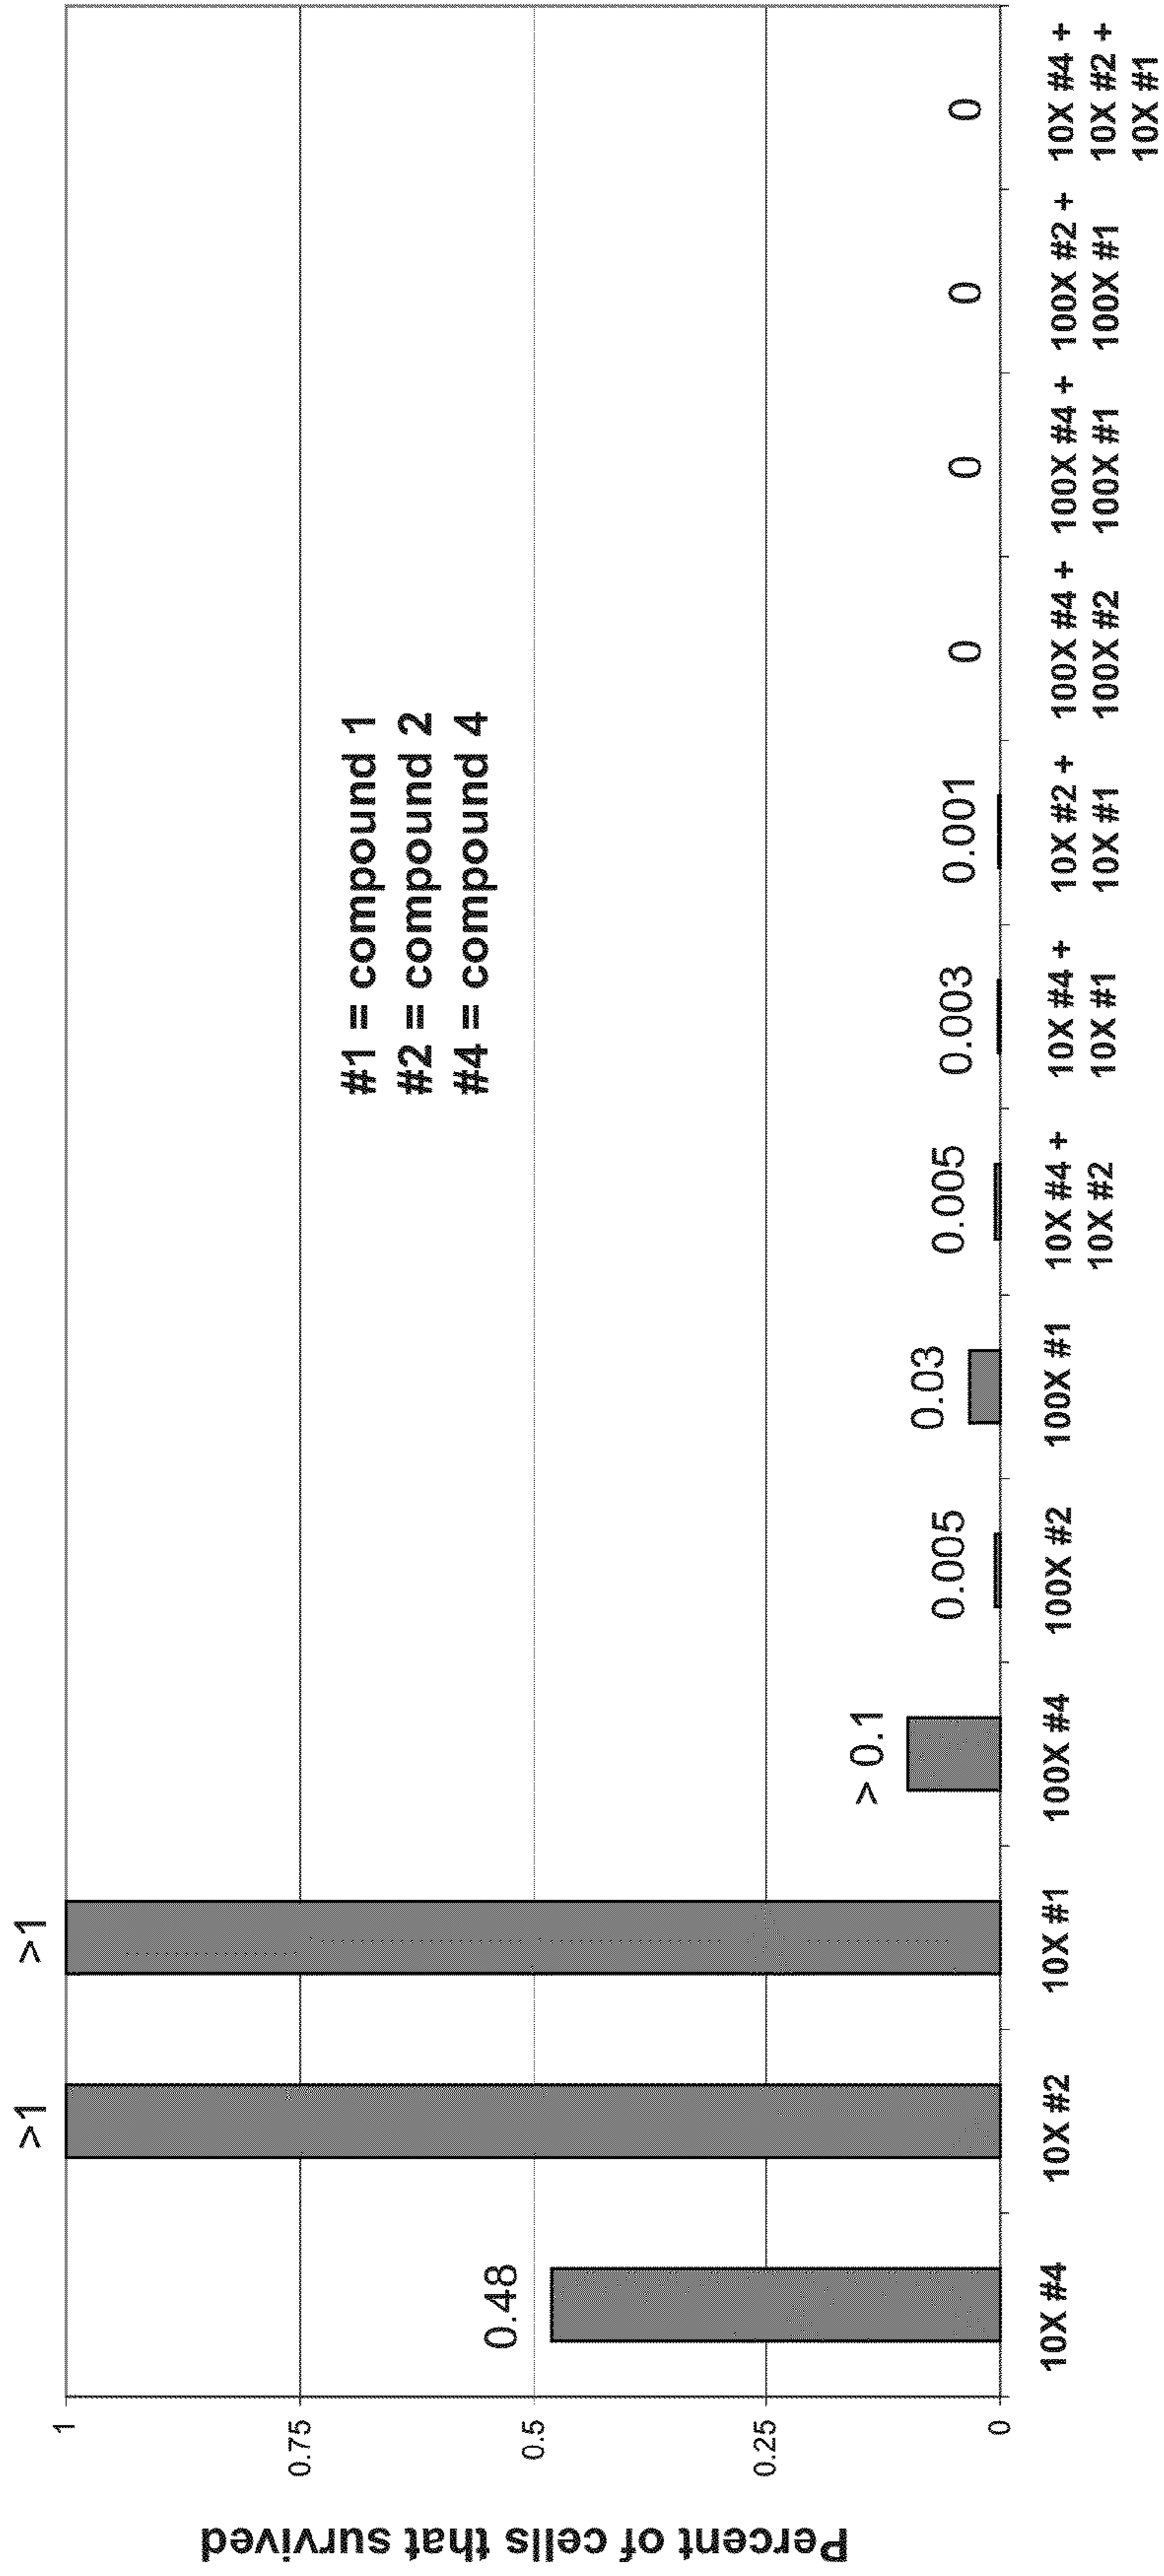 Percent of cells that survived
1
0.75
0.5
0.25
0
0.48
>1
>1
> 0.1
0.005
0.03
0.005
0.003
0.001
0
0
0
0
#1 = compound 1
#2 = compound 2
#4 = compound 4
10X #4
10X #2
10X #1
100X #4
100X #2
100X #1
10X #4 +
10X #2
10X #4 +
10X #1
10X #2 +
10X #1
100X #4 +
100X #2
100X #4 +
100X #1
100X #2 +
100X #1
10X #4 +
10X #2 +
10X #1